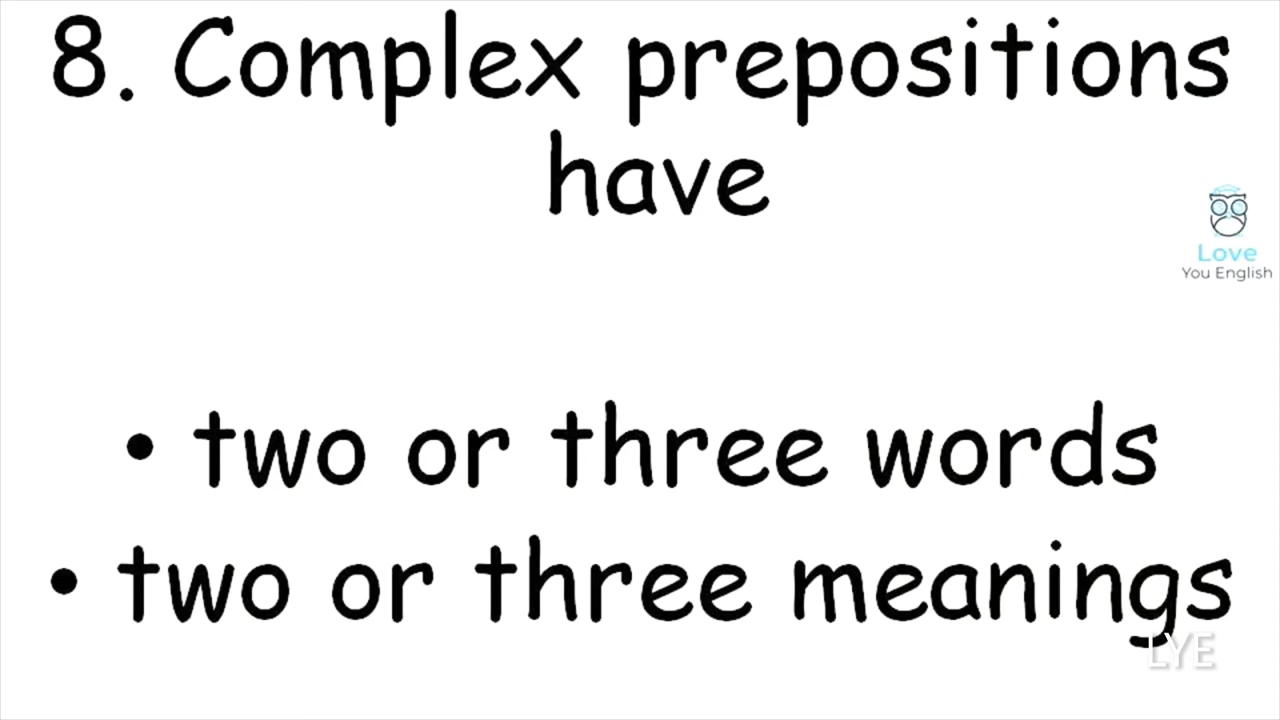 8. Complex prepositions
have
Love
You English
• two or three words
• two or three meanings
LYE